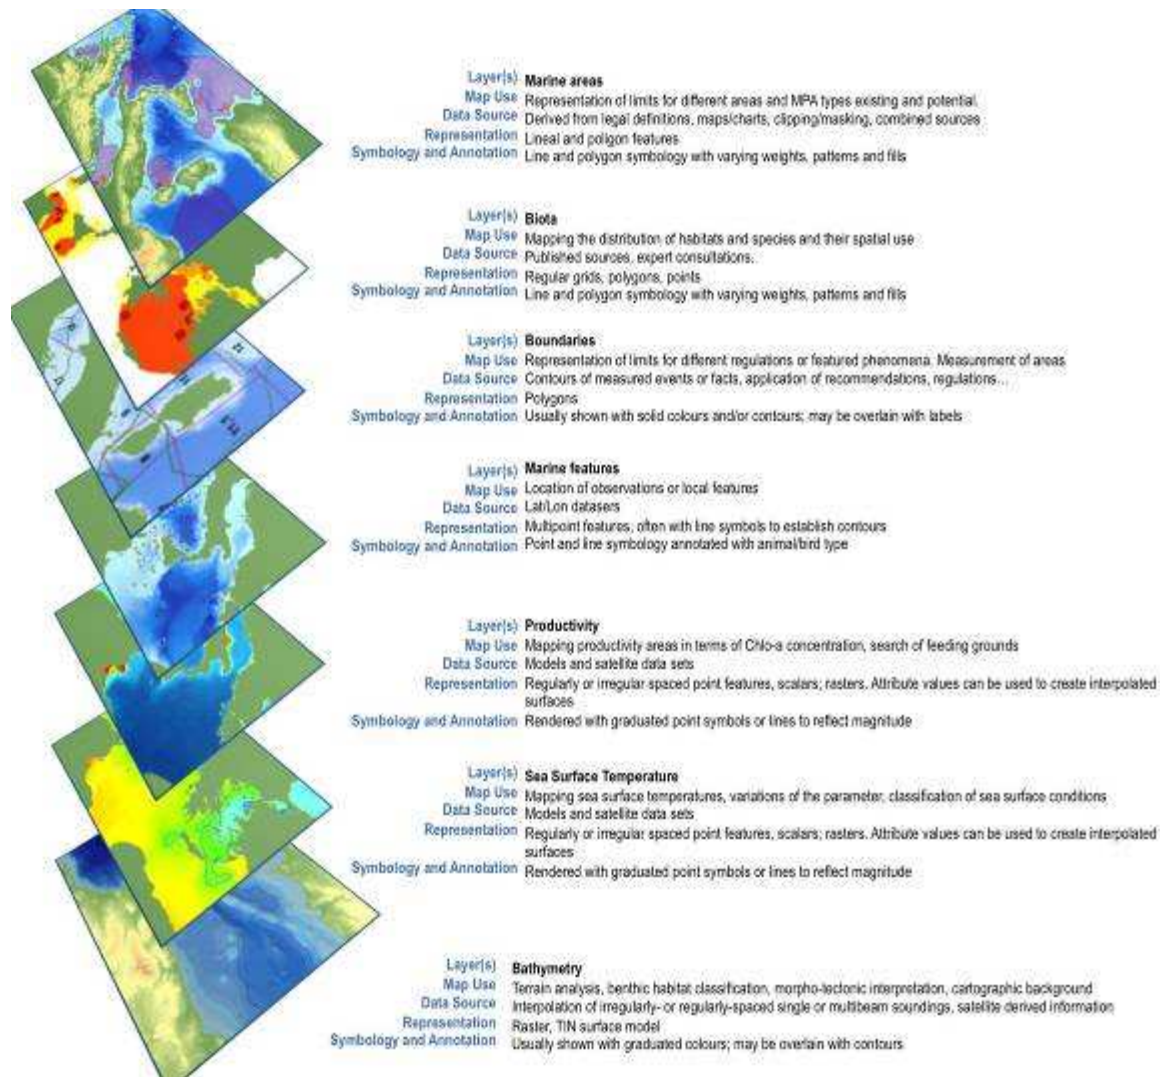 Layer(s) Marine areas
Map Use Representation of limits for different areas and MPA types existing and potential.
Data Source Derived from legal definitions, maps/charts, clipping/masking, combined sources
Representation Lineal and poligon features
Symbology and Annotation Line and polygon symbology with varying weights, patterns and fills
Layer(s) Biota
Map Use Mapping the distribution of habitats and species and their spatial use
Data Source Published sources, expert consultations.
Representation Regular grids, polygons, points
Symbology and Annotation Line and polygon symbology with varying weights, patterns and fills
Layer(s) Boundaries
Map Use Representation of limits for different regulations or featured phenomena. Measurement of areas
Data Source Contours of measured events or facts, application of recommendations, regulations...
Representation Polygons
Symbology and Annotation Usually shown with solid colours and/or contours; may be overlain with labels
Layer(s) Marine features
Map Use Location of observations or local features
Data Source Lat/Lon datasers
Representation Multipoint features, often with line symbols to establish contours
Symbology and Annotation Point and line symbology annotated with animal/bird type
Layer(s) Productivity
Map Use Mapping productivity areas in terms of Chlo-a concentration, search of feeding grounds
Data Source Models and satellite data sets
Representation Regularly or irregular spaced point features, scalars; rasters. Attribute values can be used to create interpolated
surfaces
Symbology and Annotation Rendered with graduated point symbols or lines to reflect magnitude
Layer(s) Sea Surface Temperature
Map Use Mapping sea surface temperatures, variations of the parameter, classification of sea surface conditions
Data Source Models and satellite data sets
Representation Regularly or irregular spaced point features, scalars; rasters. Attribute values can be used to create interpolated
surfaces
Symbology and Annotation Rendered with graduated point symbols or lines to reflect magnitude
Layer(s) Bathymetry
Map Use Terrain analysis, benthic habitat classification, morpho-tectonic interpretation, cartographic background
Data Source Interpolation of irregularly- or regularly-spaced single or multibeam soundings, satellite derived information
Representation Raster, TIN surface model
Symbology and Annotation Usually shown with graduated colours; may be overlain with contours